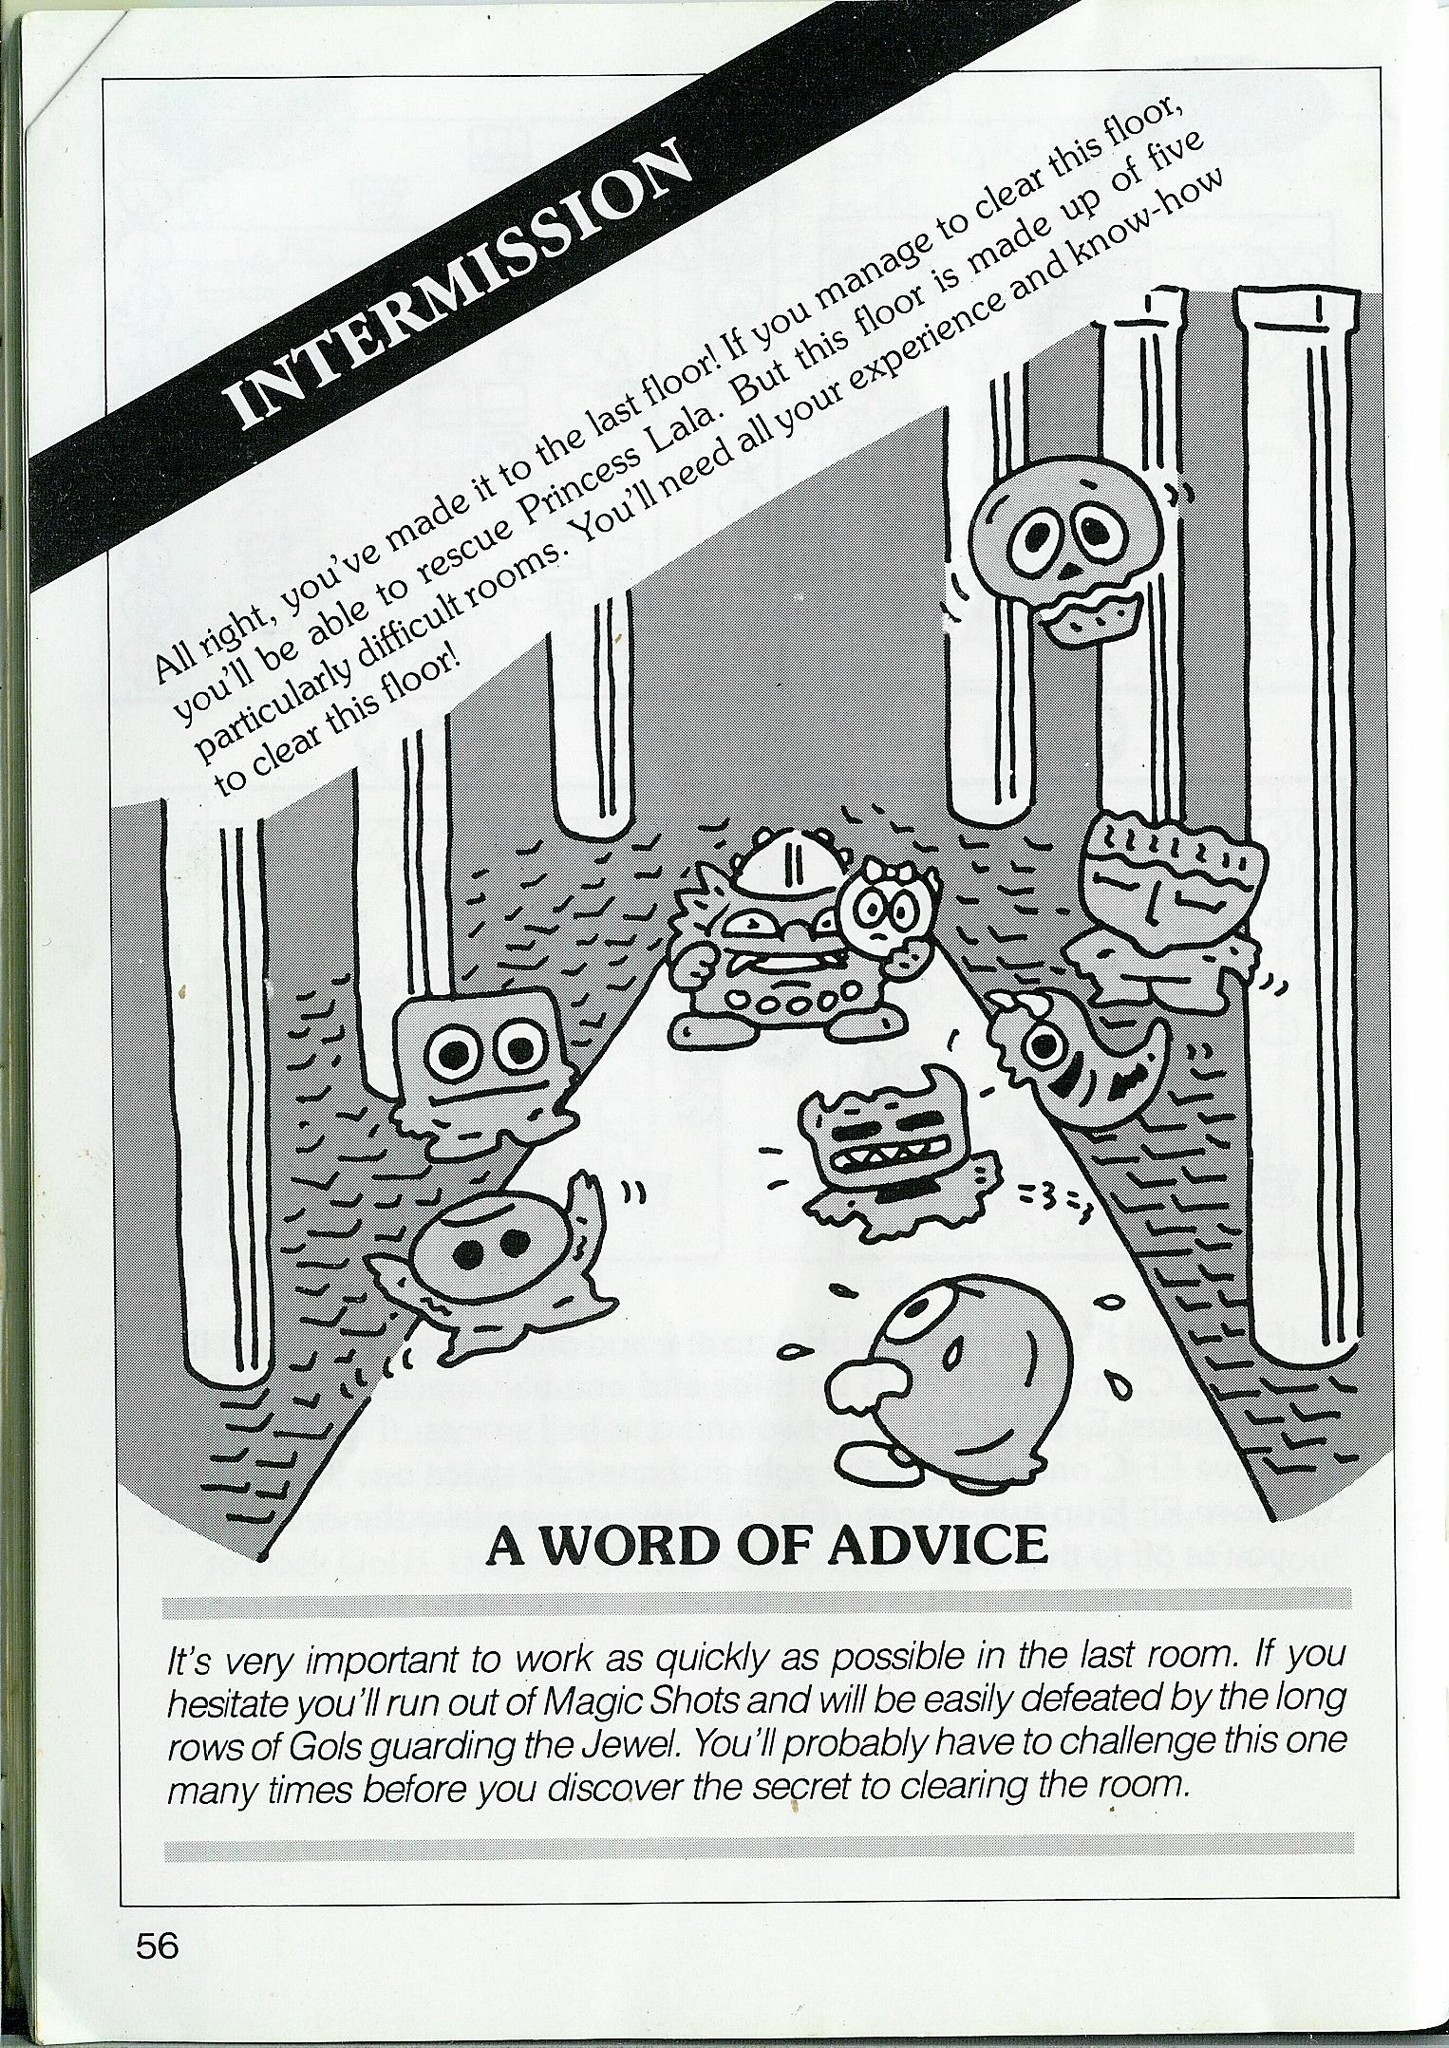 INTERMISSION
All right, you've made it to the last floor! If you manage to clear this floor,
you'll be able to rescue Princess Lala. But this floor is made up of five
particularly difficult rooms. You'll need all your experience and know-how
to clear this floor!
A WORD OF ADVICE
It's very important to work as quickly as possible in the last room. If you
hesitate you'll run out of Magic Shots and will be easily defeated by the long
rows of Gols guarding the Jewel. You'll probably have to challenge this one
many times before you discover the secret to clearing the room.
56